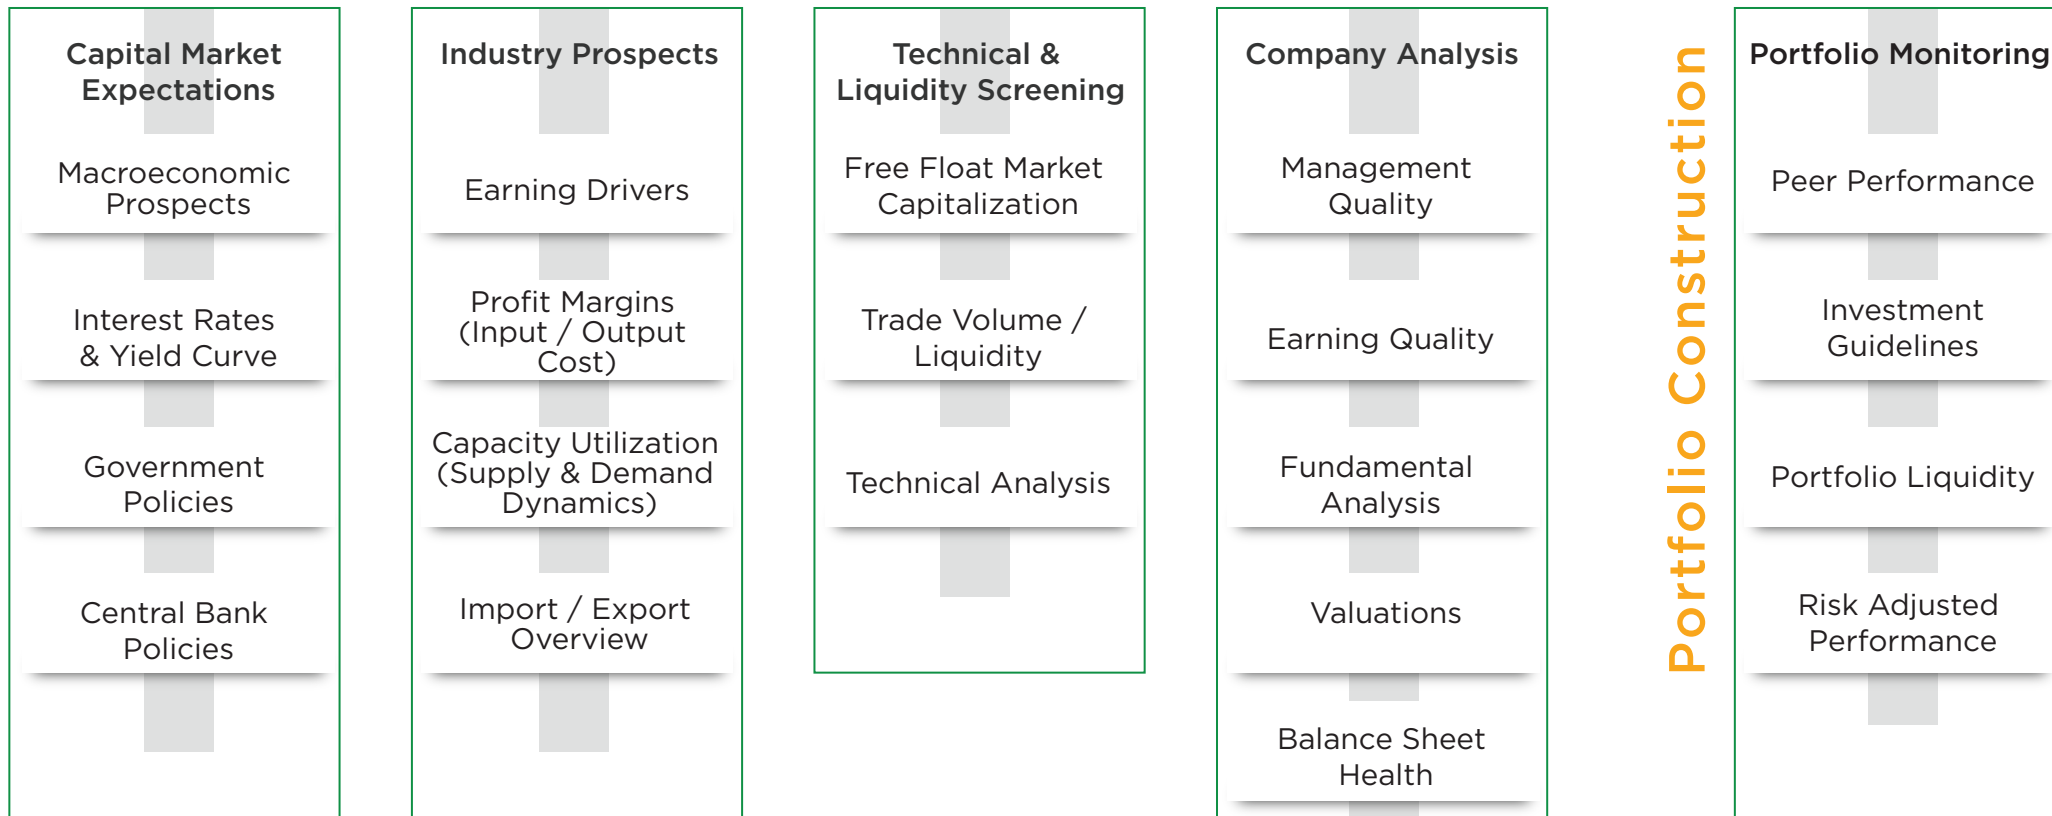 Capital Market
Expectations
Macroeconomic
Prospects
Interest Rates
& Yield Curve
Government
Policies
Central Bank
Policies
Industry Prospects
Earning Drivers
Profit Margins
(Input / Output
Cost)
Capacity Utilization
(Supply & Demand
Dynamics)
Import / Export
Overview
Technical &
Liquidity Screening
Free Float Market
Capitalization
Trade Volume /
Liquidity
Technical Analysis
Company Analysis
Management
Quality
Earning Quality
Fundamental
Analysis
Valuations
Balance Sheet
Health
Portfolio Construction
Portfolio Monitoring
Peer Performance
Investment
Guidelines
Portfolio Liquidity
Risk Adjusted
Performance